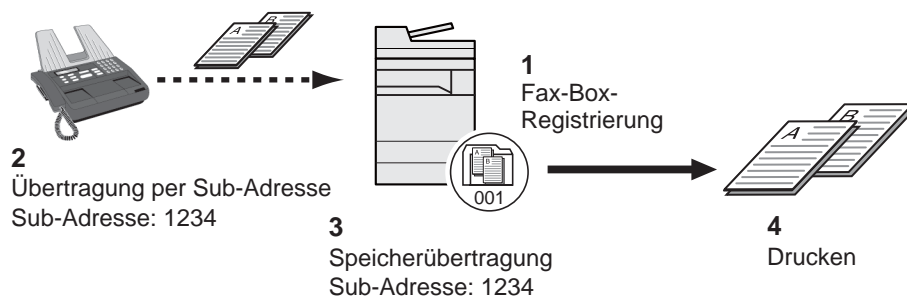 A
B
1
Fax-Box-
Registrierung
A
B
001
2
Übertragung per Sub-Adresse
Sub-Adresse: 1234
3
Speicherübertragung
Sub-Adresse: 1234
A
B
4
Drucken